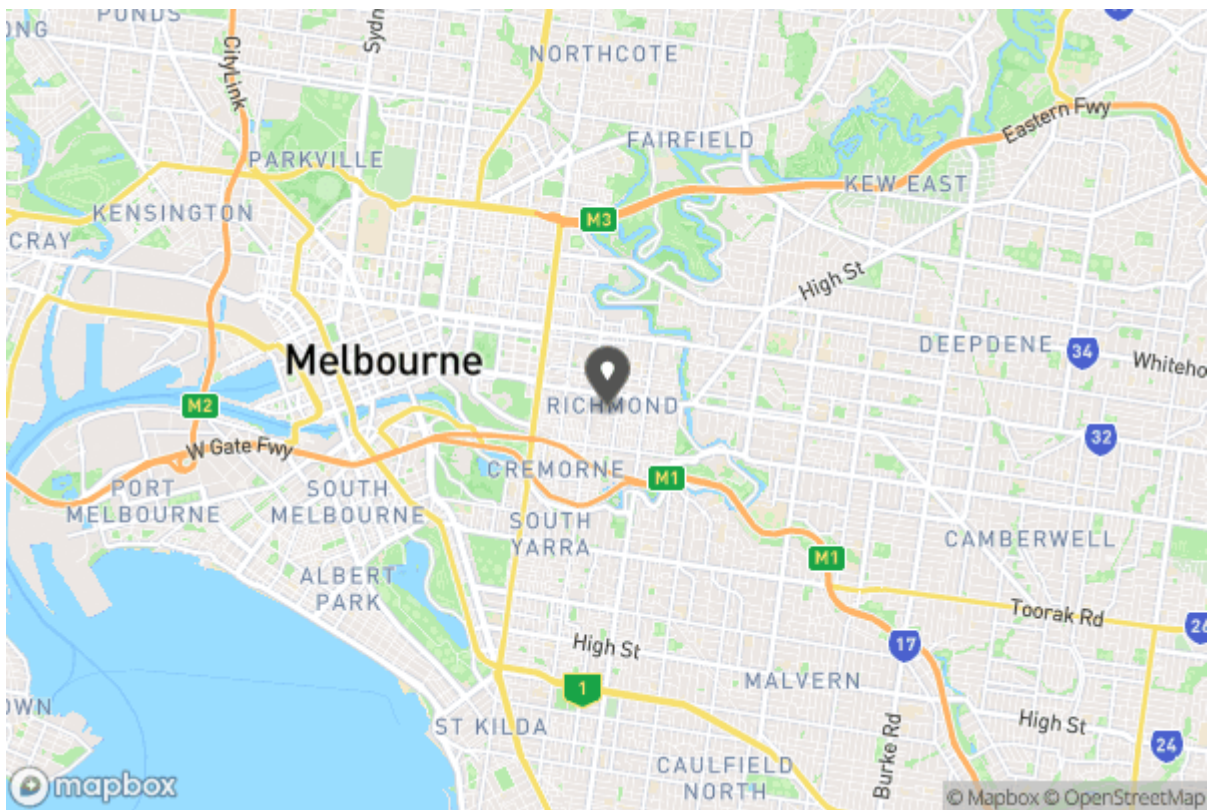 PUNDS
ONG
Sydn
CityLink
NORTHCOTE
Eastern Fwy
FAIRFIELD
PARKVILLE
KEW EAST
KENSINGTON
CRAY
M3
High St
DEEPDENE
34
Whiteho
Melbourne
M2
RICHMOND
32
W Gate Fwy
CREMORNE
M1
PORT
MELBOURNE
SOUTH
MELBOURNE
SOUTH
YARRA
CAMBERWELL
M1
ALBERT
PARK
Toorak Rd
26
17
High St
1
MALVERN
OWN
ST KILDA
High St
24
Burke Rd
CAULFIELD
NORTH
mapbox
© Mapbox © OpenStreetMap